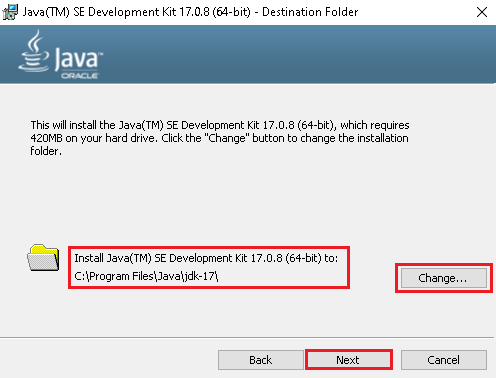 Java(TM) SE Development Kit 17.0.8 (64-bit) - Destination Folder
Java
ORACLE
This will install the Java(TM) SE Development Kit 17.0.8 (64-bit), which requires
420MB on your hard drive. Click the "Change" button to change the installation
folder.
Install Java(TM) SE Development Kit 17.0.8 (64-bit) to:
C:\Program Files\Java\jdk-17\
Change...
Back Next Cancel